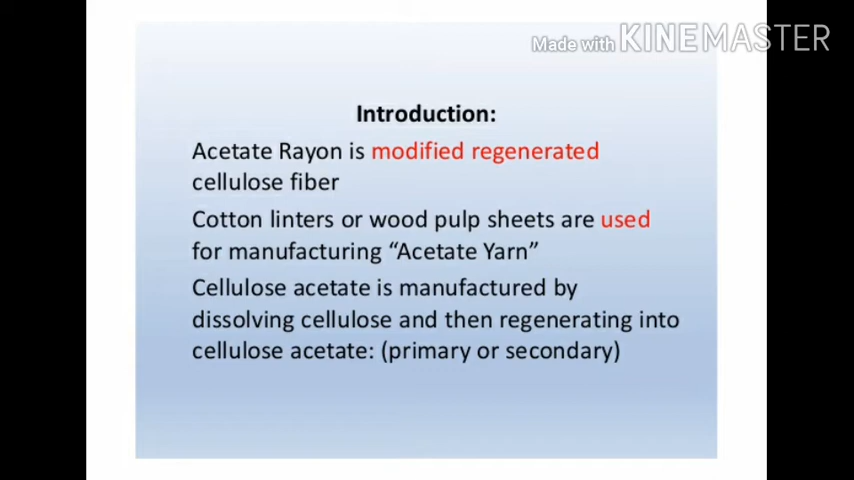 Made with KINEMASTER
Introduction:
Acetate Rayon is modified regenerated
cellulose fiber
Cotton linters or wood pulp sheets are used
for manufacturing “Acetate Yarn”
Cellulose acetate is manufactured by
dissolving cellulose and then regenerating into
cellulose acetate: (primary or secondary)